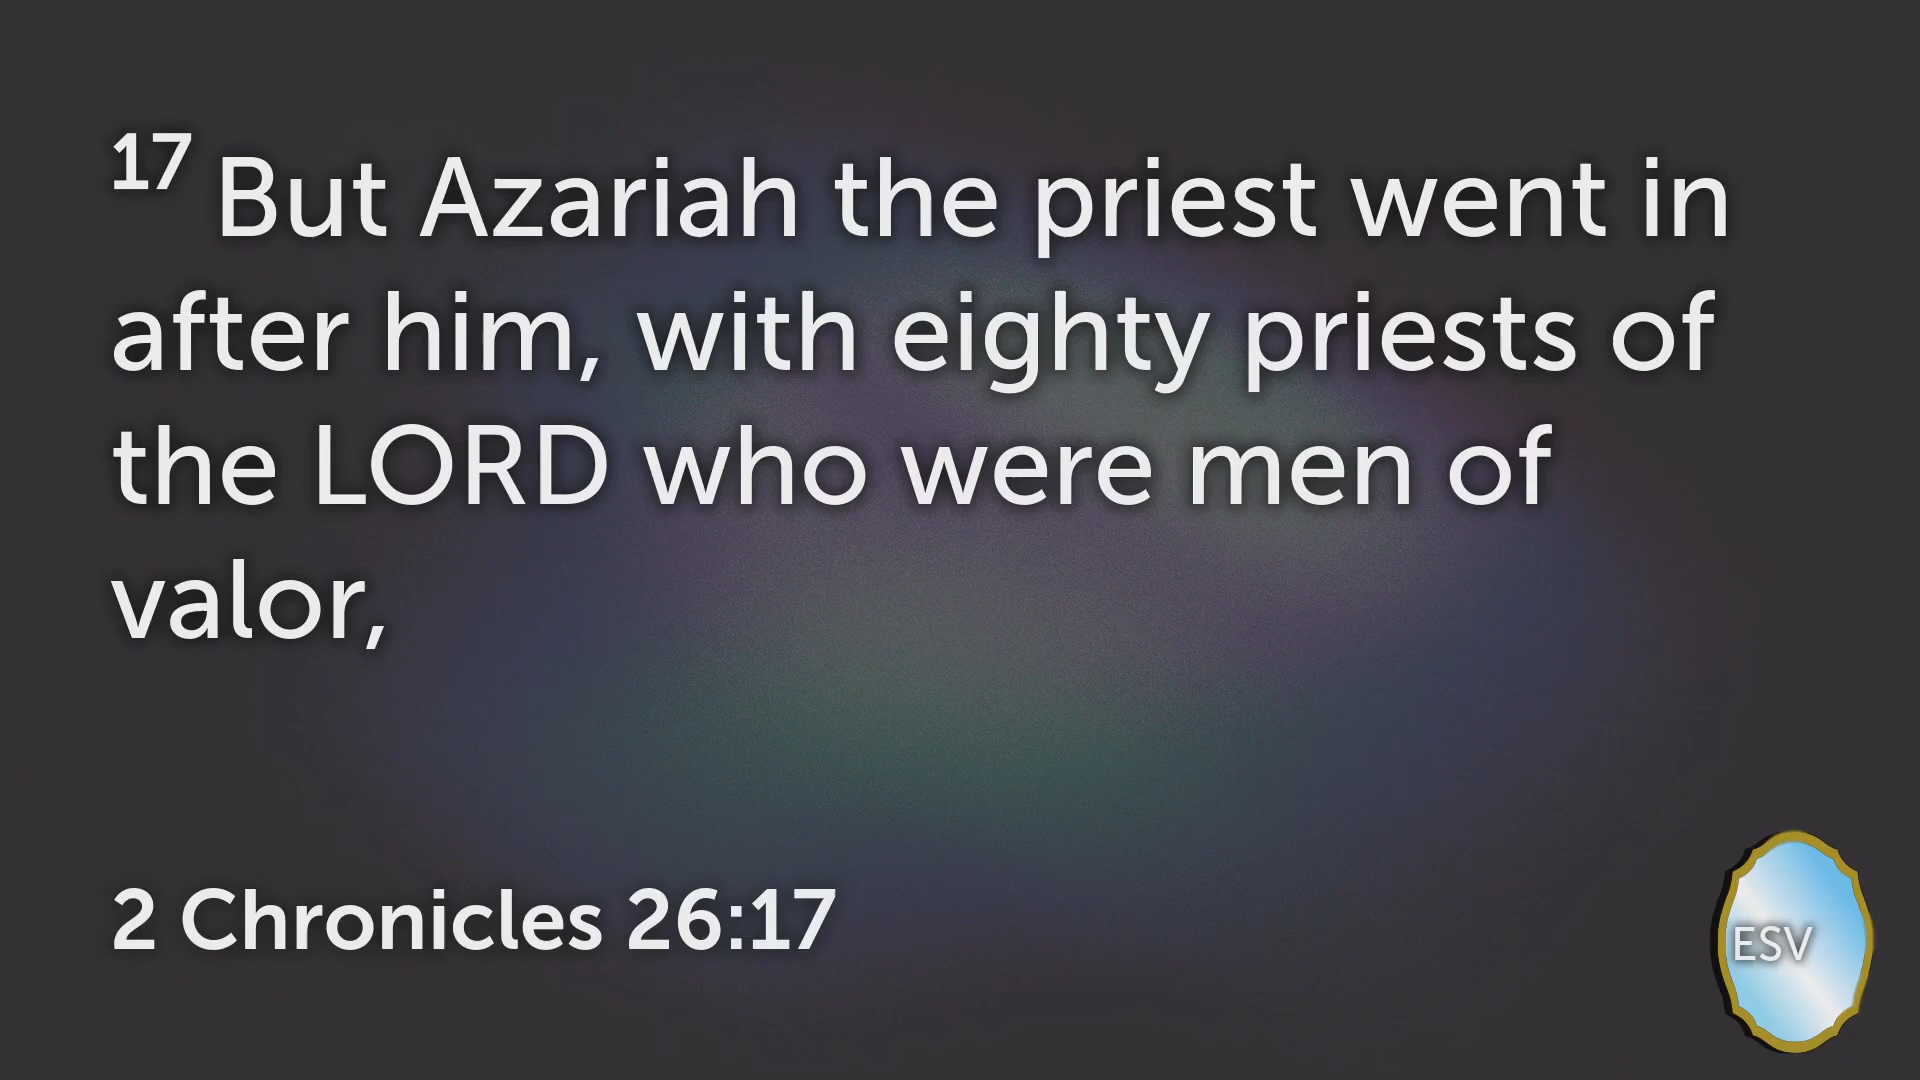 17 But Azariah the priest went in
after him, with eighty priests of
the LORD who were men of
valor,
2 Chronicles 26:17
ESV